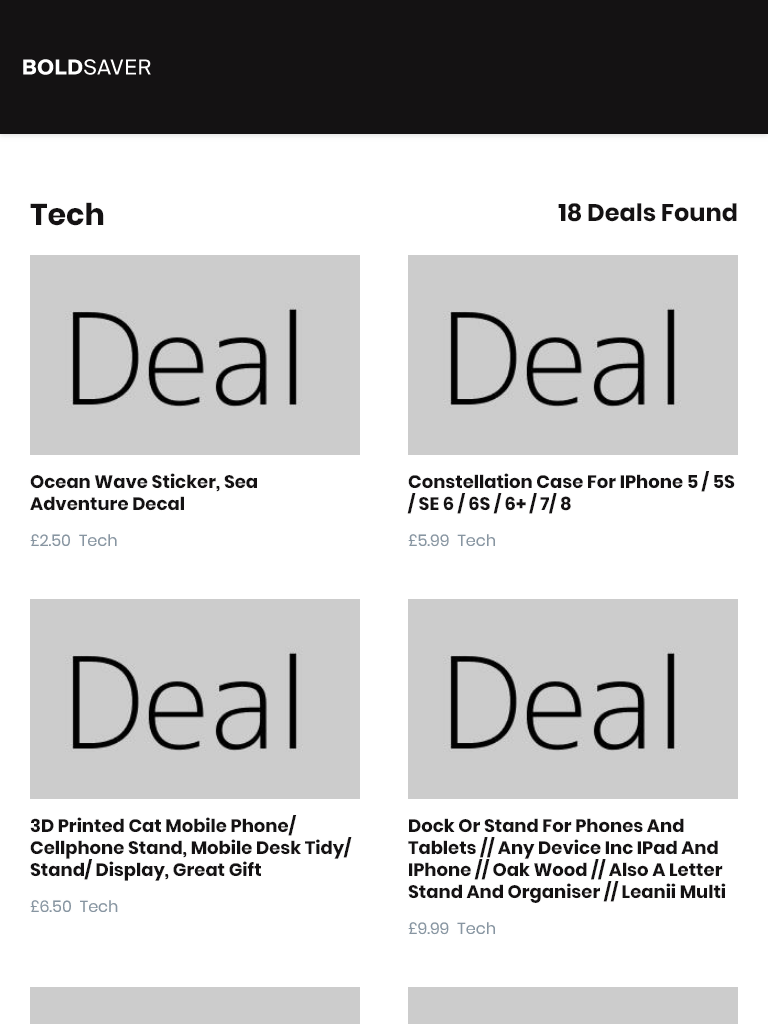 BOLDSAVER
Tech
18 Deals Found
Deal
Deal
Ocean Wave Sticker, Sea
Adventure Decal
£2.50 Tech
Constellation Case For IPhone 5 / 5S
/ SE 6 / 6S / 6+ / 7/ 8
£5.99 Tech
Deal
Deal
3D Printed Cat Mobile Phone/
Cellphone Stand, Mobile Desk Tidy/
Stand/ Display, Great Gift
£6.50 Tech
Dock Or Stand For Phones And
Tablets // Any Device Inc IPad And
IPhone // Oak Wood // Also A Letter
Stand And Organiser // Leanii Multi
£9.99 Tech